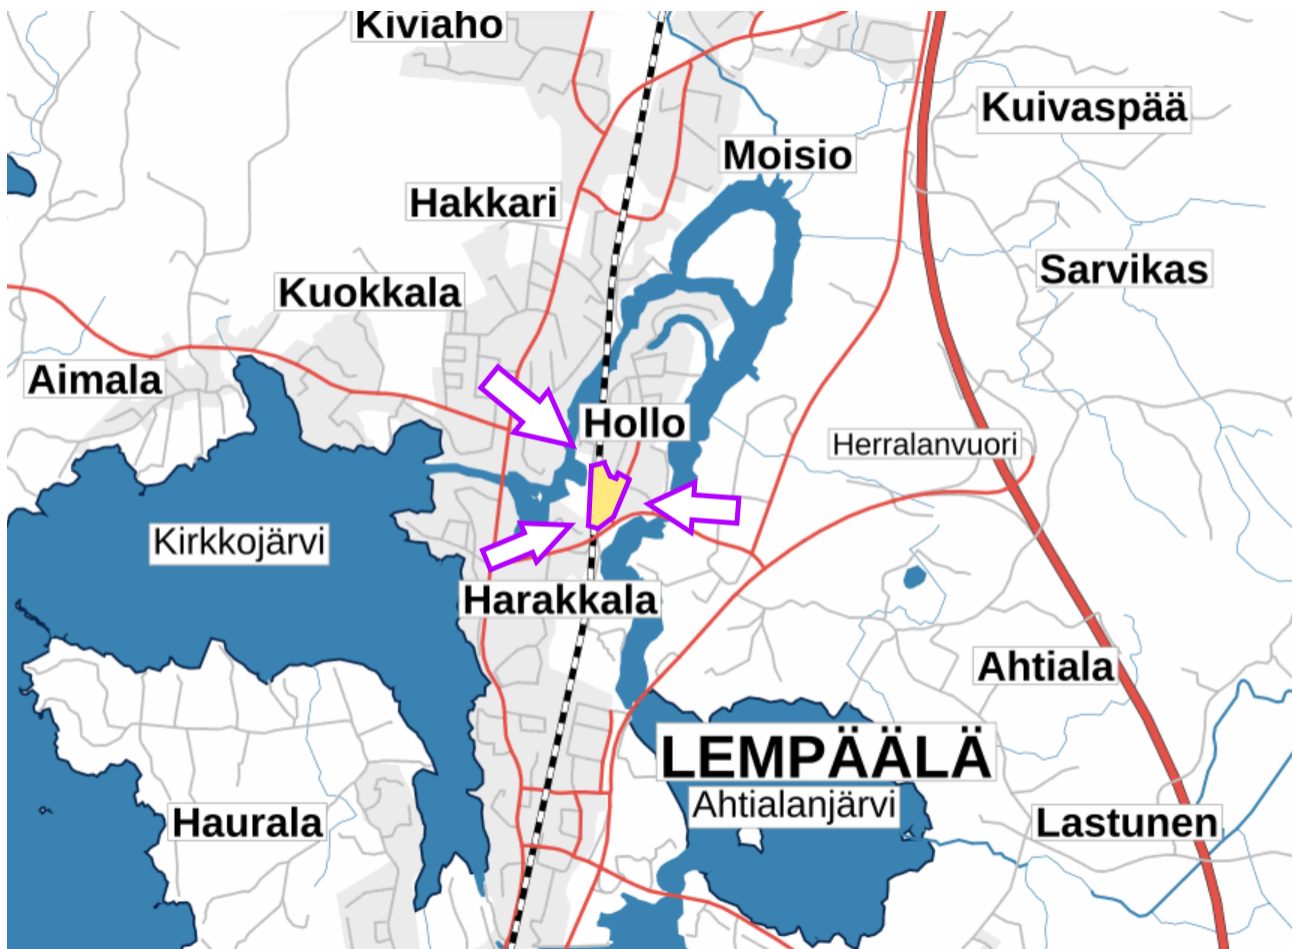 Kiviaho
Kuivaspää
Moisio
Hakkari
Sarvikas
Kuokkala
Aimala
Hollo
Herralanvuori
Kirkkojärvi
Harakkala
Ahtiala
LEMPÄÄLÄ
Ahtialanjärvi
Haurala
Lastunen